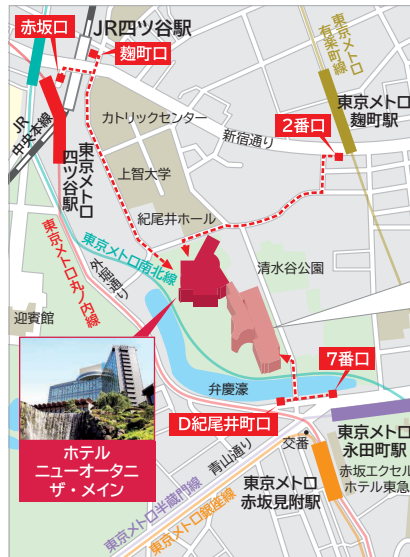 赤坂口
JR四ツ谷駅
麹町口
東京メトロ
有楽町線
カトリックセンター
東京メトロ
麹町駅
2番口
新宿通り
JR
中央本線
東京メトロ
四ツ谷駅
上智大学
紀尾井ホール
東京メトロ南北線
外堀通り
清水谷公園
東京メトロ丸ノ内線
迎賓館
弁慶濠
7番口
D紀尾井町口
ホテル
ニューオータニ
ザ・メイン
青山通り
交番
東京メトロ
永田町駅
赤坂エクセル
ホテル東急
東京メトロ
赤坂見附駅
東京メトロ半蔵門線
東京メトロ銀座線